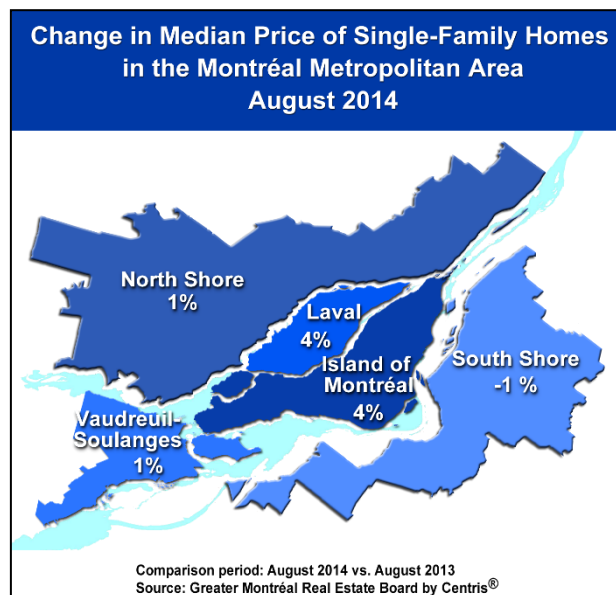 Change in Median Price of Single-Family Homes
in the Montréal Metropolitan Area
August 2014
North Shore
1%
Laval
4%
Island of
Montréal
4%
South Shore
-1 %
Vaudreuil-
Soulanges
1%
Comparison period: August 2014 vs. August 2013
Source: Greater Montréal Real Estate Board by Centris®